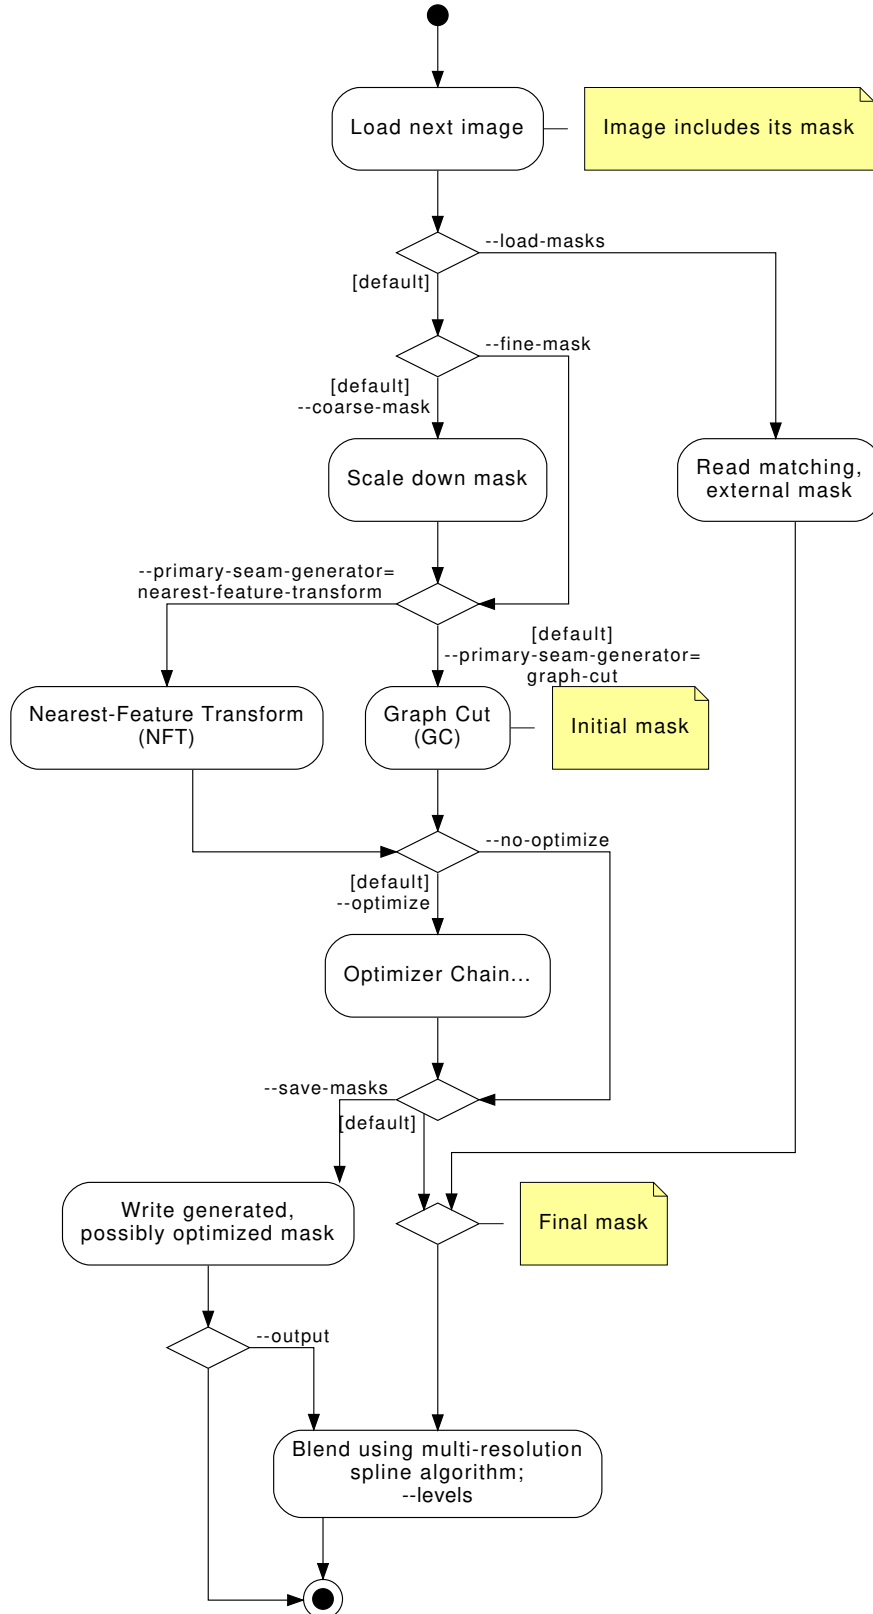 Load next image
Image includes its mask
--load-masks
[default]
--fine-mask
[default]
--coarse-mask
Scale down mask
Read matching,
external mask
--primary-seam-generator=
nearest-feature-transform
[default]
--primary-seam-generator=
graph-cut
Nearest-Feature Transform
(NFT)
Graph Cut
(GC)
Initial mask
--no-optimize
[default]
--optimize
Optimizer Chain...
--save-masks
[default]
Write generated,
possibly optimized mask
Final mask
--output
Blend using multi-resolution
spline algorithm;
--levels